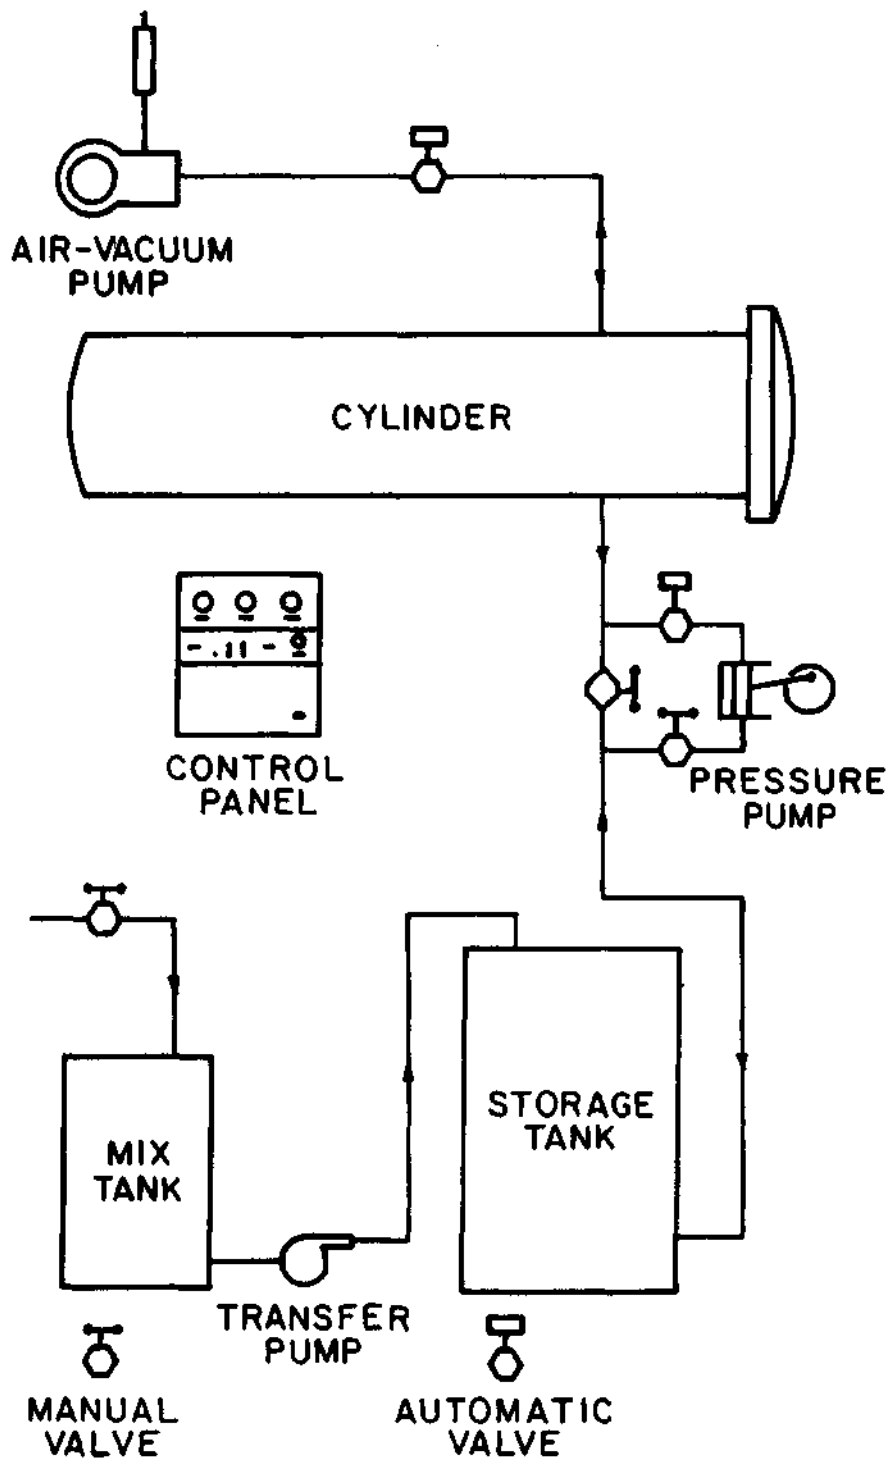 AIR-VACUUM
PUMP
CYLINDER
CONTROL
PANEL
PRESSURE
PUMP
STORAGE
TANK
MIX
TANK
TRANSFER
PUMP
MANUAL
VALVE
AUTOMATIC
VALVE